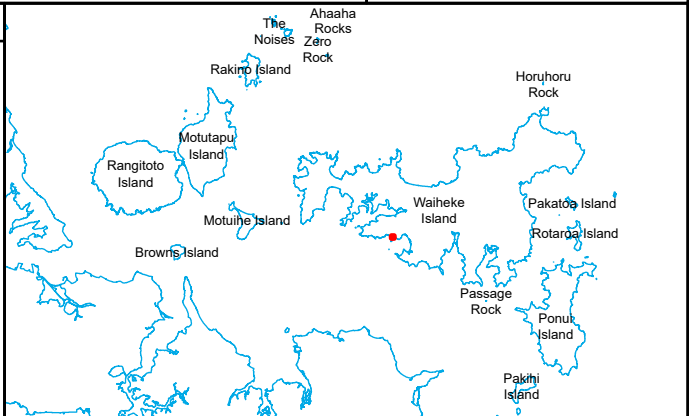 The
Noises
Ahaaha
Rocks
Zero
Rock
Rakino Island
Horuhoru
Rock
Motutapu
Island
Rangitoto
Island
Waiheke
Island
Pakatoa Island
Motuihe Island
Rotaroa Island
Browns Island
Passage
Rock
Ponui
Island
Pakihi
Island